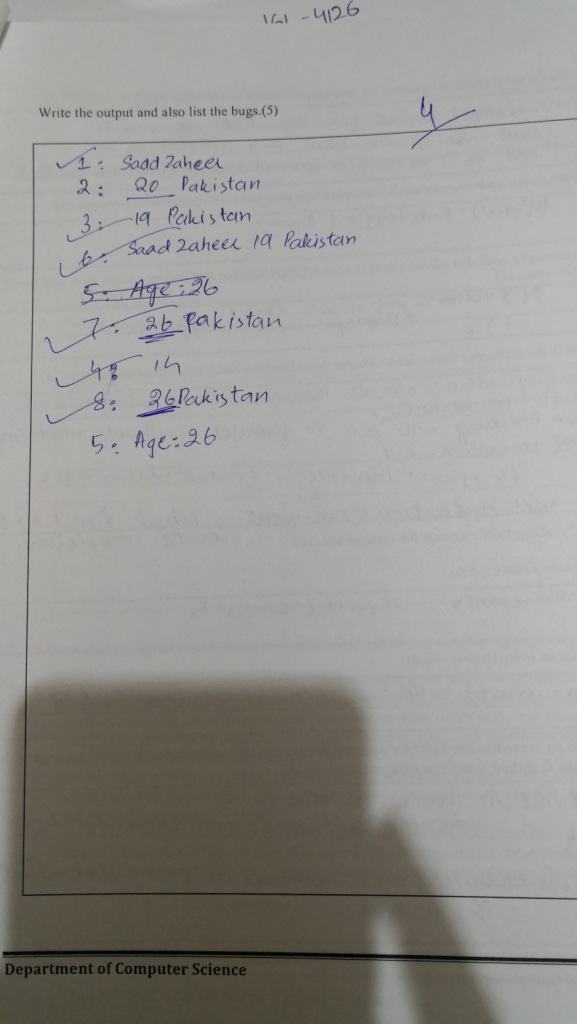 161-4126
Write the output and also list the bugs.(5)
4
1: Saad Zaheer
2: 20 Pakistan
3: 19 Pakistan
6: Saad Zaheer 19 Pakistan
5: Age:26
7: 26 Pakistan
4: 14
8: 26 Pakistan
5: Age:26
Department of Computer Science